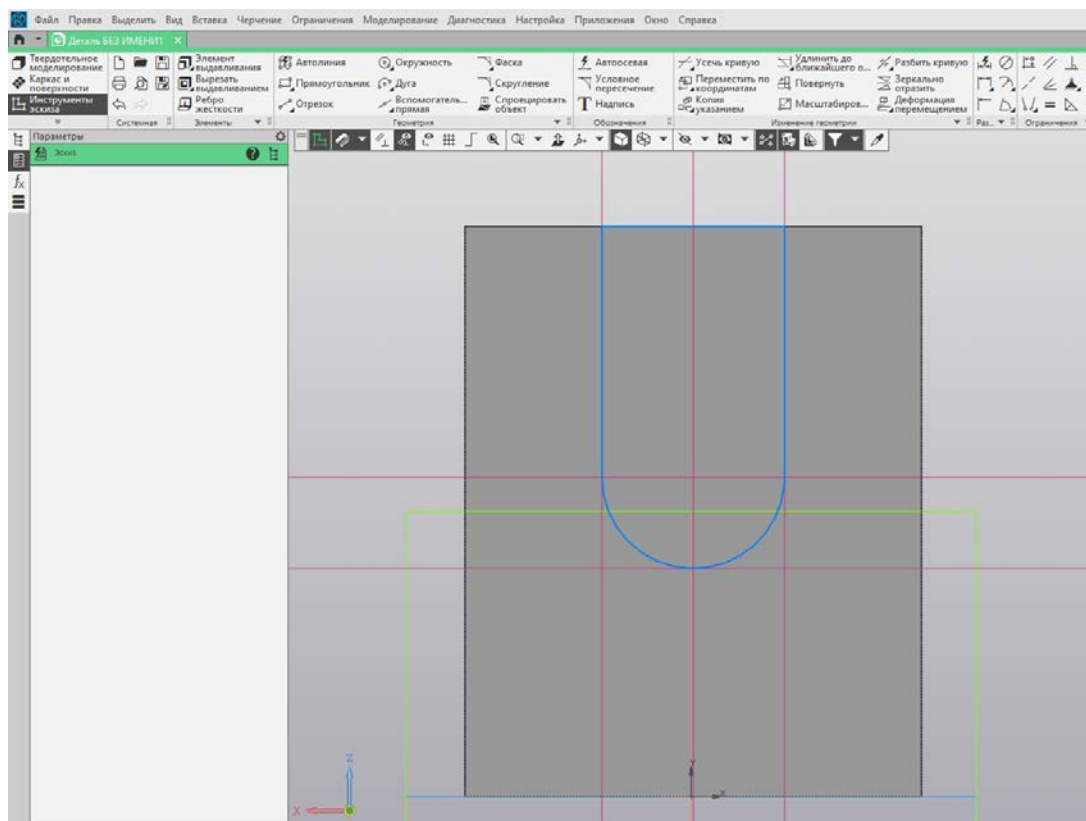 Файл Правка Выделить Вид Вставка Черчение Ограничения Моделирование Диагностика Настройка Приложения Окно Справка
Деталь БЕЗ ИМЕНИ1 ×
Твердотельное моделирование
Каркас и поверхности
Инструменты эскиза
Системная
Элемент выдавливания
Вырезать выдавливанием
Ребро жесткости
Элементы
Автолиния
Прямоугольник
Отрезок
Окружность
Дуга
Вспомогатель... прямая
Фаска
Скругление
Спроецировать объект
Геометрия
Автоосевая
Условное пересечение
Надпись
Обозначения
Усечь кривую
Переместить по координатам
Копия указанием
Удлинить до ближайшего о...
Повернуть
Масштабиров...
Разбить кривую
Зеркально отразить
Деформация перемещением
Изменение геометрии
Раз...
Ограничения
Параметры
Эскиз
fx
Z
X
Y
X